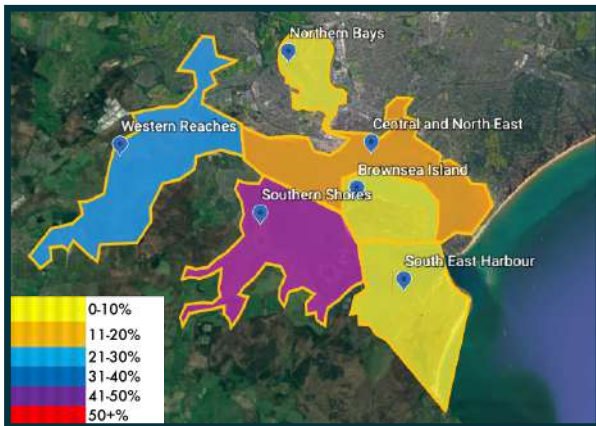 Northern Bays
Western Reaches
Central and North East
Brownsea Island
Southern Shores
South East Harbour
0-10%
11-20%
21-30%
31-40%
41-50%
50+%